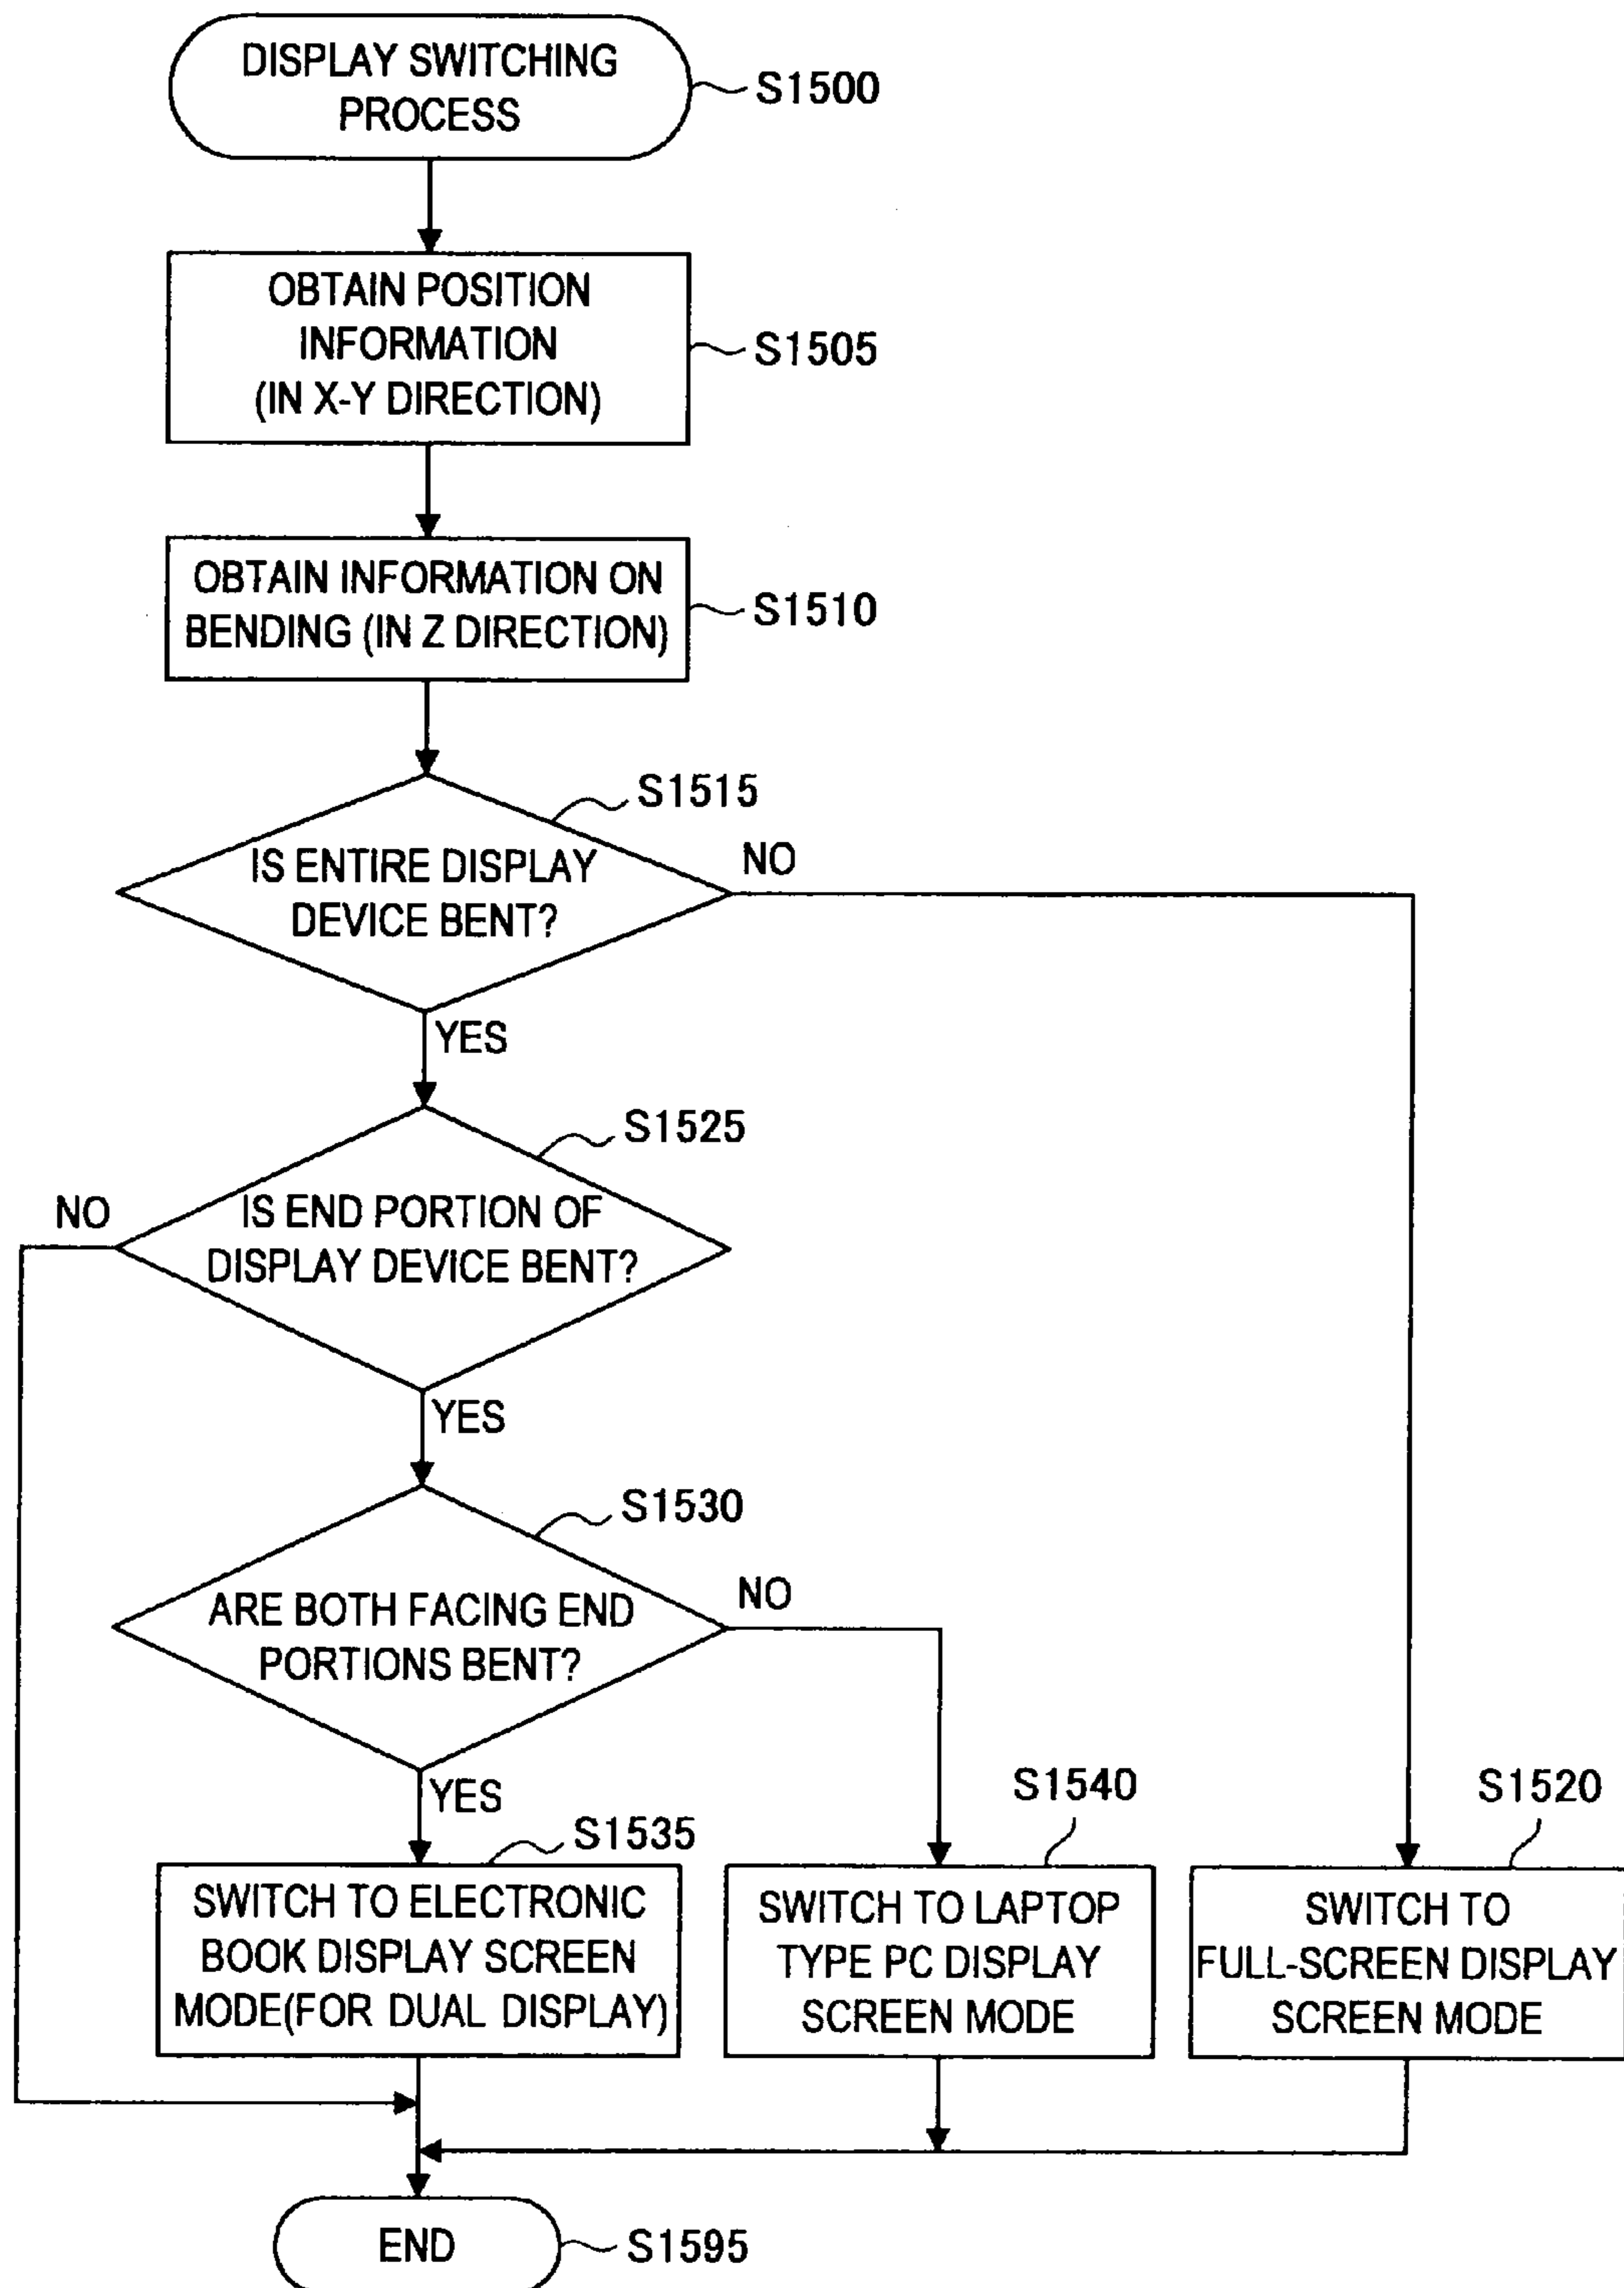 DISPLAY SWITCHING
PROCESS
S1500
OBTAIN POSITION
INFORMATION
(IN X-Y DIRECTION)
S1505
OBTAIN INFORMATION ON
BENDING (IN Z DIRECTION)
S1510
S1515
IS ENTIRE DISPLAY
DEVICE BENT?
NO
YES
S1525
IS END PORTION OF
DISPLAY DEVICE BENT?
NO
YES
S1530
ARE BOTH FACING END
PORTIONS BENT?
NO
YES
S1535
SWITCH TO ELECTRONIC
BOOK DISPLAY SCREEN
MODE(FOR DUAL DISPLAY)
S1540
SWITCH TO LAPTOP
TYPE PC DISPLAY
SCREEN MODE
S1520
SWITCH TO
FULL-SCREEN DISPLAY
SCREEN MODE
END
S1595